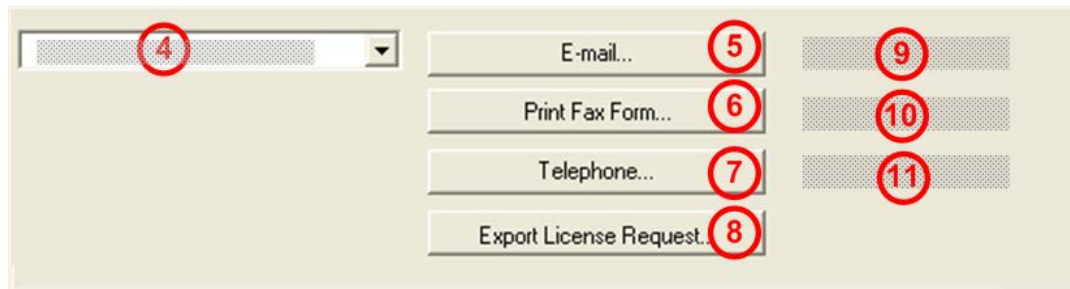 4
E-mail... 5
9
Print Fax Form... 6
10
Telephone... 7
11
Export License Request... 8